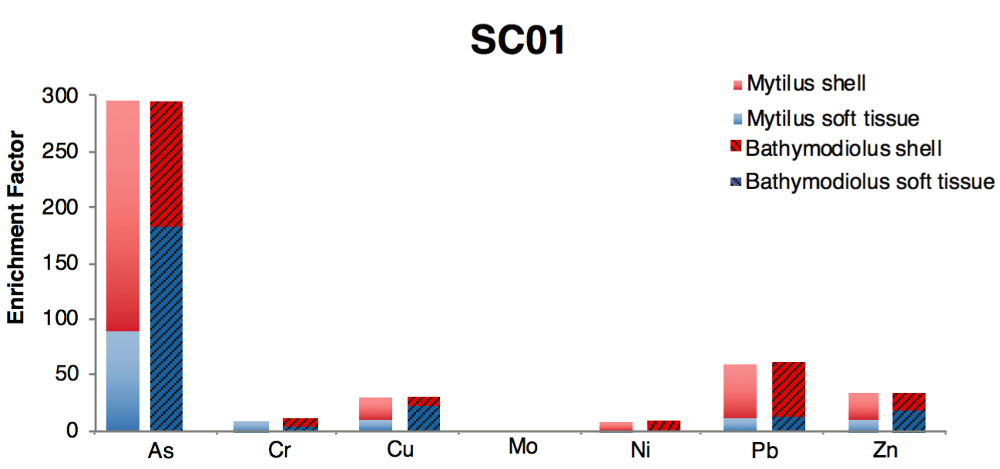 SC01
Mytilus shell
Mytilus soft tissue
Bathymodiolus shell
Bathymodiolus soft tissue
Enrichment Factor
300
250
200
150
100
50
0
As Cr Cu Mo Ni Pb Zn